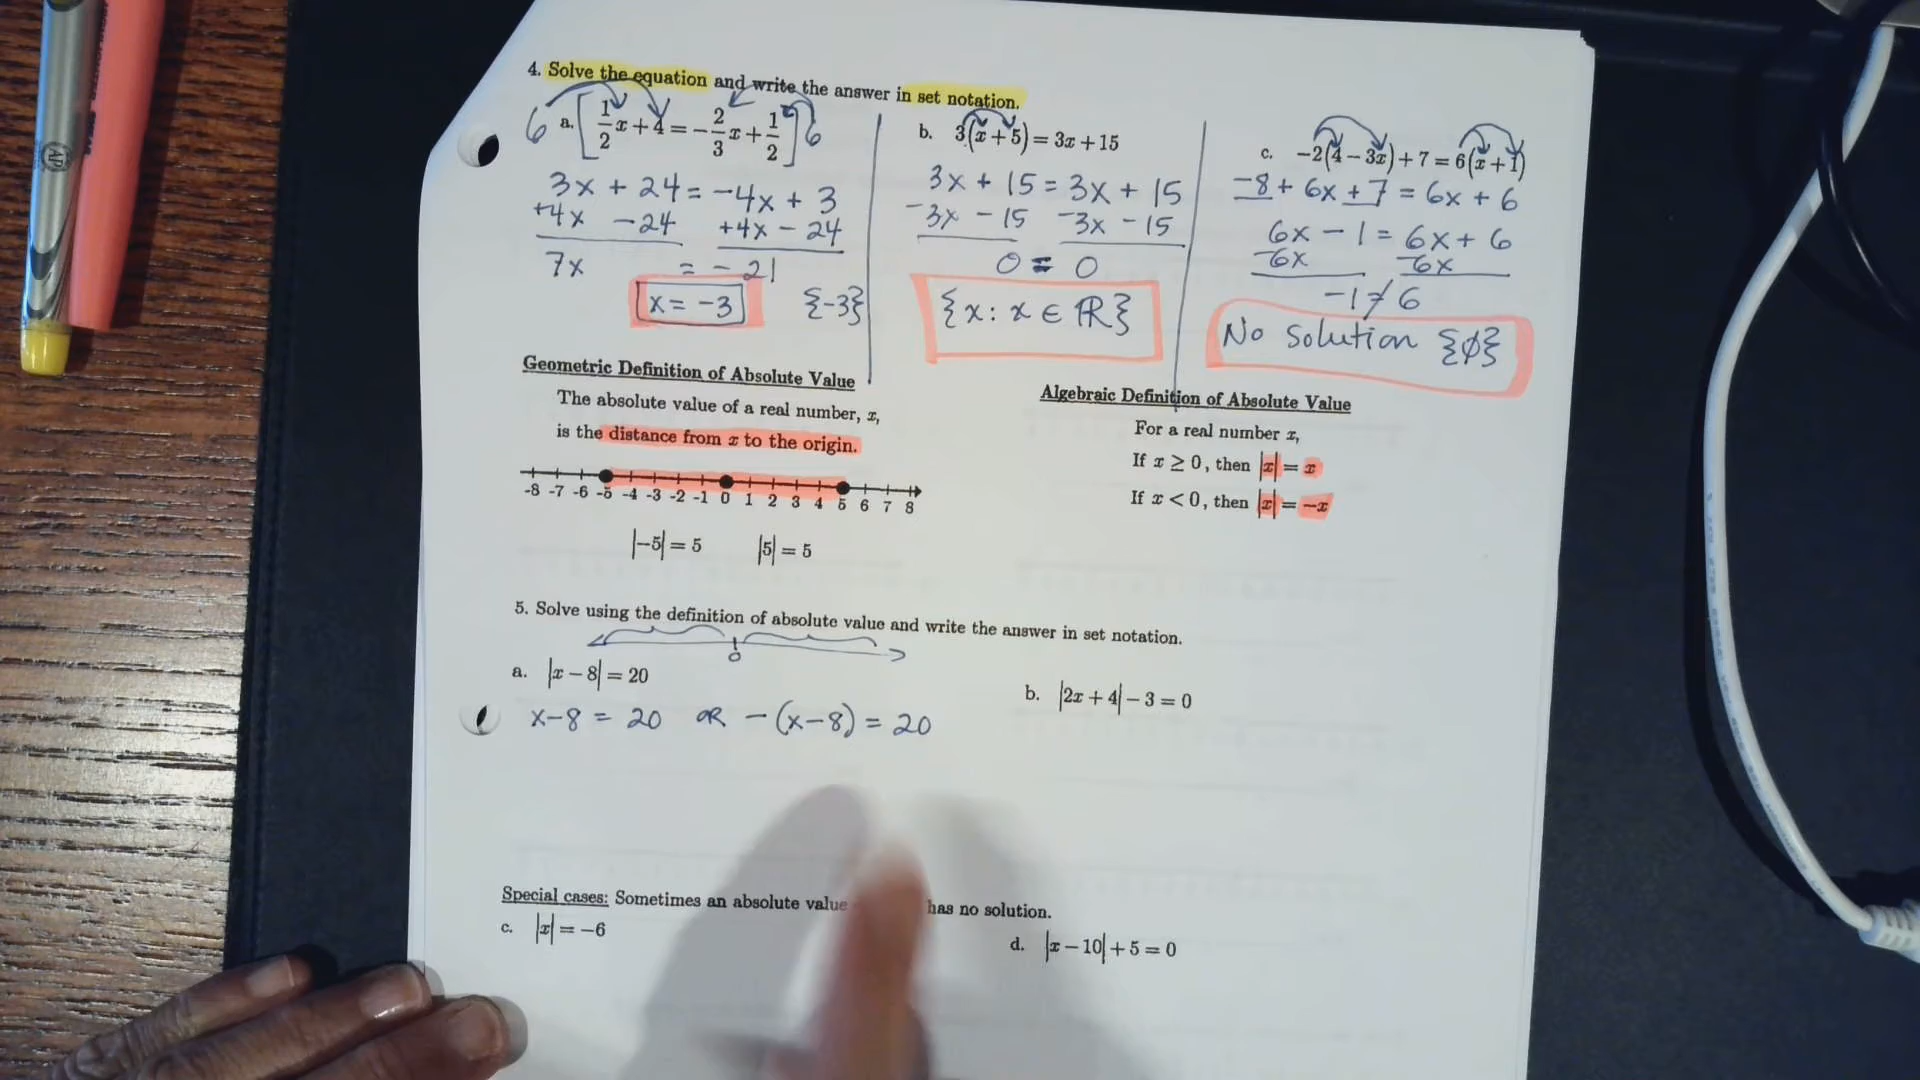 4. Solve the equation and write the answer in set notation.
6 a. [1/2 x + 4 = -2/3 x + 1/2] 6
3x + 24 = -4x + 3
+4x -24 +4x - 24
7x = -21
x = -3 {-3}
b. 3(x + 5) = 3x + 15
3x + 15 = 3x + 15
-3x - 15 -3x - 15
0 = 0
{x: x ∈ ℝ}
c. -2(4 - 3x) + 7 = 6(x + 1)
-8 + 6x + 7 = 6x + 6
6x - 1 = 6x + 6
-6x -6x
-1 ≠ 6
No solution {∅}
Geometric Definition of Absolute Value
The absolute value of a real number, x,
is the distance from x to the origin.
-8 -7 -6 -5 -4 -3 -2 -1 0 1 2 3 4 5 6 7 8
|-5| = 5 |5| = 5
Algebraic Definition of Absolute Value
For a real number x,
If x ≥ 0, then |x| = x
If x < 0, then |x| = -x
5. Solve using the definition of absolute value and write the answer in set notation.
0
a. |x - 8| = 20
x-8 = 20 OR -(x-8) = 20
b. |2x + 4| - 3 = 0
Special cases: Sometimes an absolute value has no solution.
c. |x| = -6
d. |x - 10| + 5 = 0